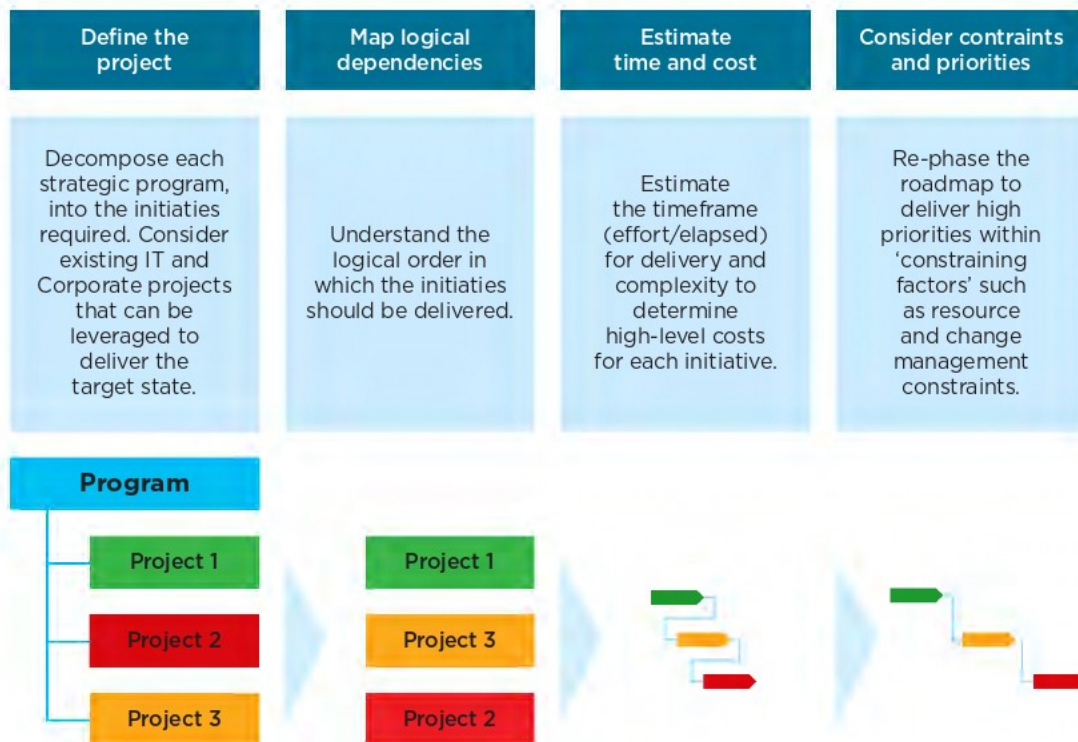 Define the
project
Map logical
dependencies
Estimate
time and cost
Consider contraints
and priorities
Decompose each
strategic program,
into the initiaties
required. Consider
existing IT and
Corporate projects
that can be
leveraged to
deliver the
target state.
Understand the
logical order in
which the initiaties
should be delivered.
Estimate
the timeframe
(effort/elapsed)
for delivery and
complexity to
determine
high-level costs
for each initiative.
Re-phase the
roadmap to
deliver high
priorities within
‘constraining
factors’ such
as resource
and change
management
constraints.
Program
Project 1
Project 2
Project 3
Project 1
Project 3
Project 2